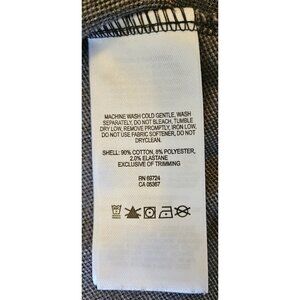 MACHINE WASH COLD GENTLE, WASH
SEPARATELY, DO NOT BLEACH, TUMBLE
DRY LOW, REMOVE PROMPTLY, IRON LOW,
DO NOT USE FABRIC SOFTENER, DO NOT
DRYCLEAN.
SHELL: 90% COTTON, 8% POLYESTER,
2.0% ELASTANE
EXCLUSIVE OF TRIMMING
RN 69724
CA 05367